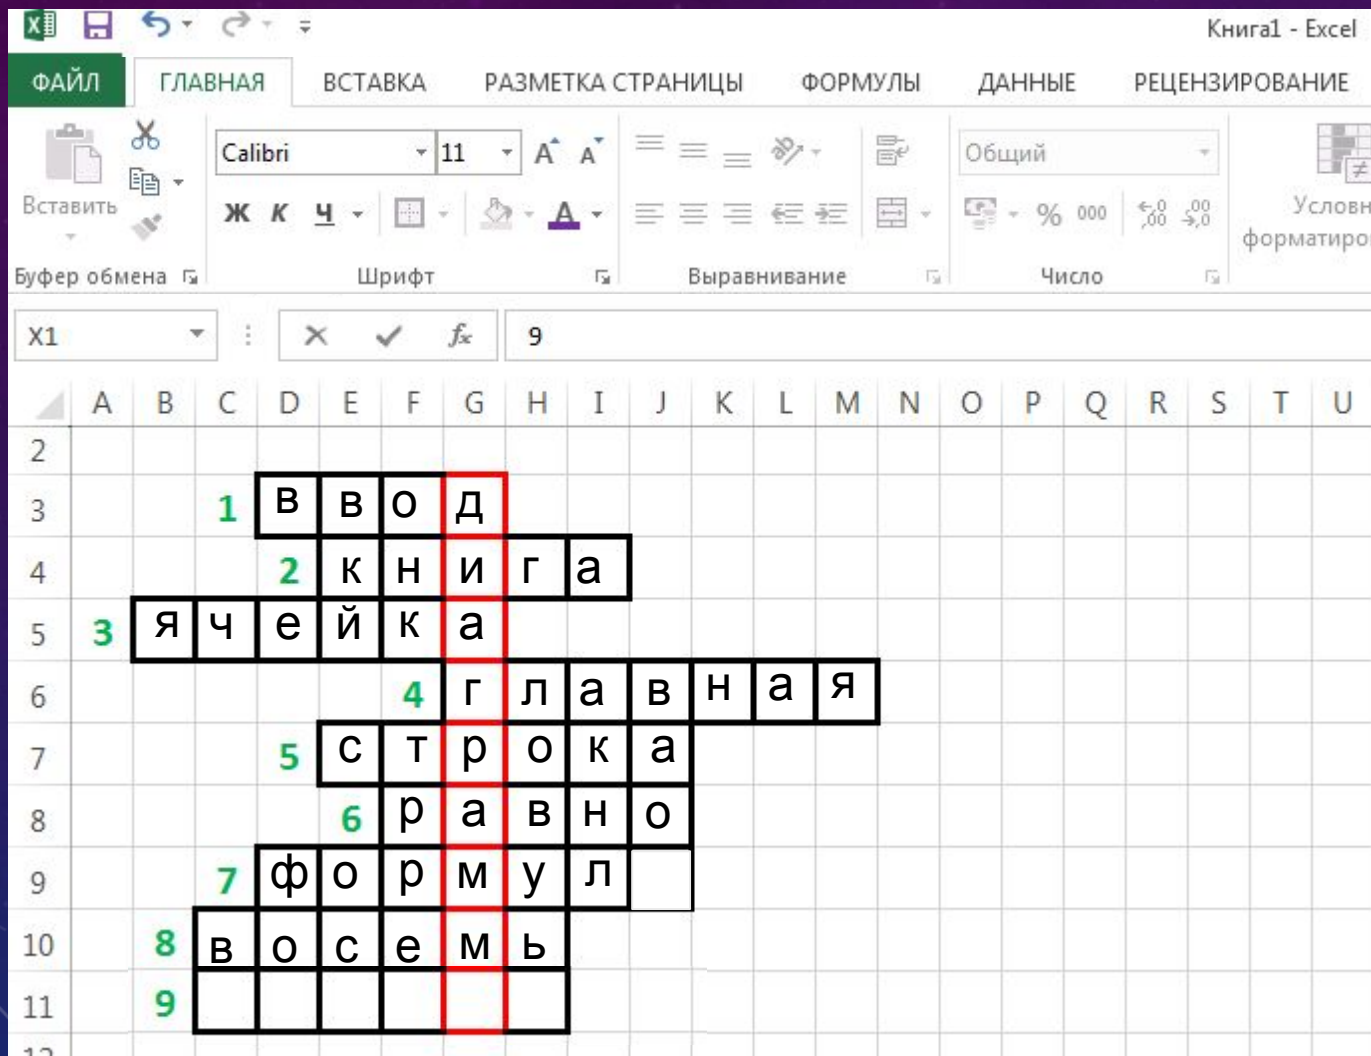 Книга1 - Excel
ФАЙЛ ГЛАВНАЯ ВСТАВКА РАЗМЕТКА СТРАНИЦЫ ФОРМУЛЫ ДАННЫЕ РЕЦЕНЗИРОВАНИЕ
Calibri 11 Общий
Вставить Ж К Ч % 000 Условн
форматиро
Буфер обмена Шрифт Выравнивание Число
X1 fx 9
A B C D E F G H I J K L M N O P Q R S T U
2
3 1 в в о д
4 2 к н и г а
5 3 я ч е й к а
6 4 г л а в н а я
7 5 с т р о к а
8 6 р а в н о
9 7 ф о р м у л
10 8 в о с е м ь
11 9